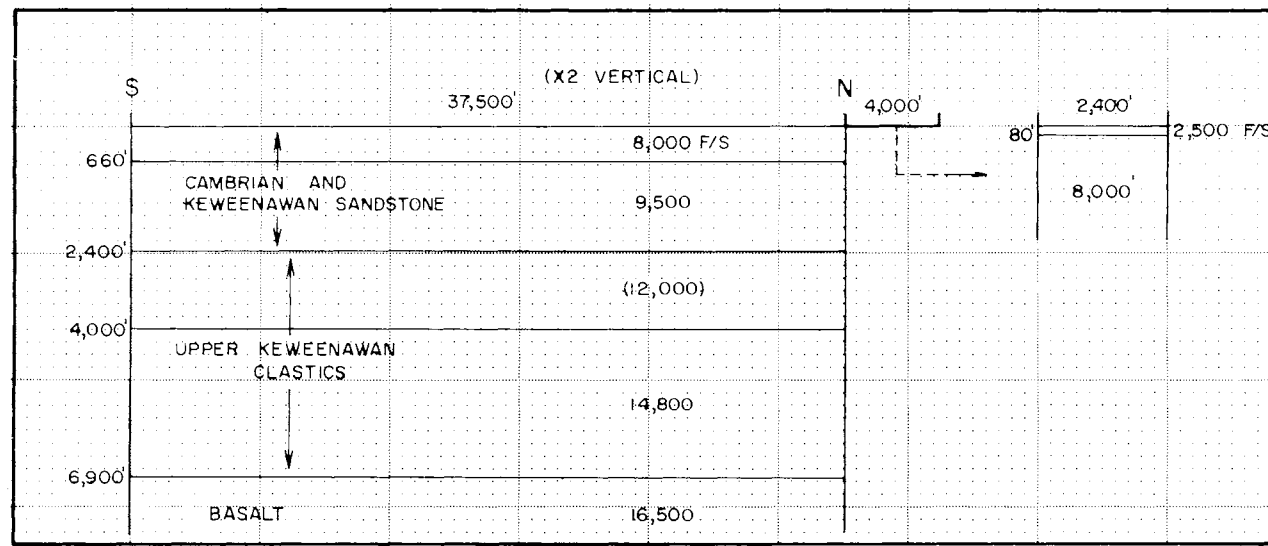 (X2 VERTICAL)
S
37,500'
N
4,000'
2,400'
80'
2,500 F/S
8,000 F/S
660'
CAMBRIAN AND
KEWEENAWAN SANDSTONE
9,500
8,000'
2,400'
(12,000)
4,000'
UPPER KEWEENAWAN
CLASTICS
14,800
6,900'
BASALT
16,500